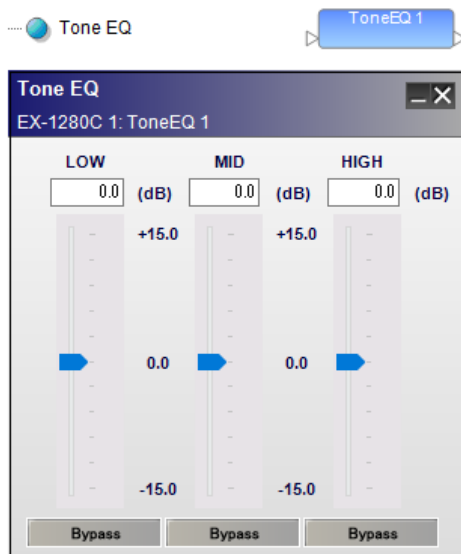 Tone EQ
ToneEQ 1
Tone EQ
EX-1280C 1: ToneEQ 1
LOW MID HIGH
0.0 (dB) 0.0 (dB) 0.0 (dB)
+15.0 +15.0
0.0 0.0
-15.0 -15.0
Bypass Bypass Bypass